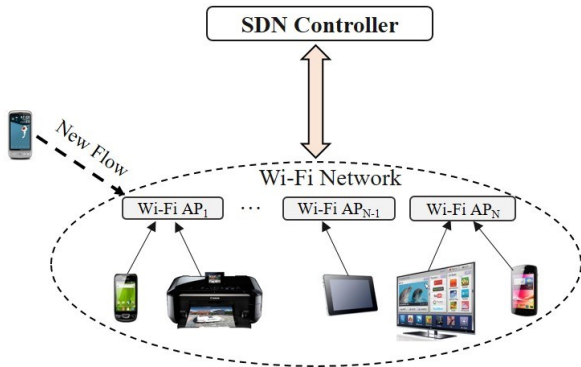 SDN Controller
New Flow
Wi-Fi Network
Wi-Fi AP1 ... Wi-Fi APN-1 Wi-Fi APN